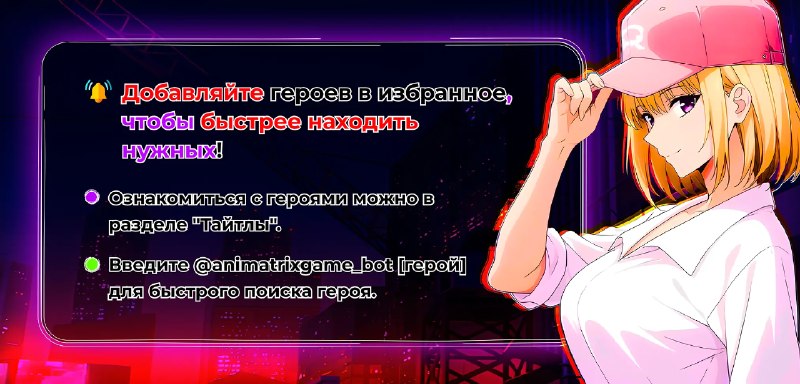 Добавляйте героев в избранное,
чтобы быстрее находить
нужных!
Ознакомиться с героями можно в
разделе "Тайтлы".
Введите @animatrixgame_bot [герой]
для быстрого поиска героя.
R